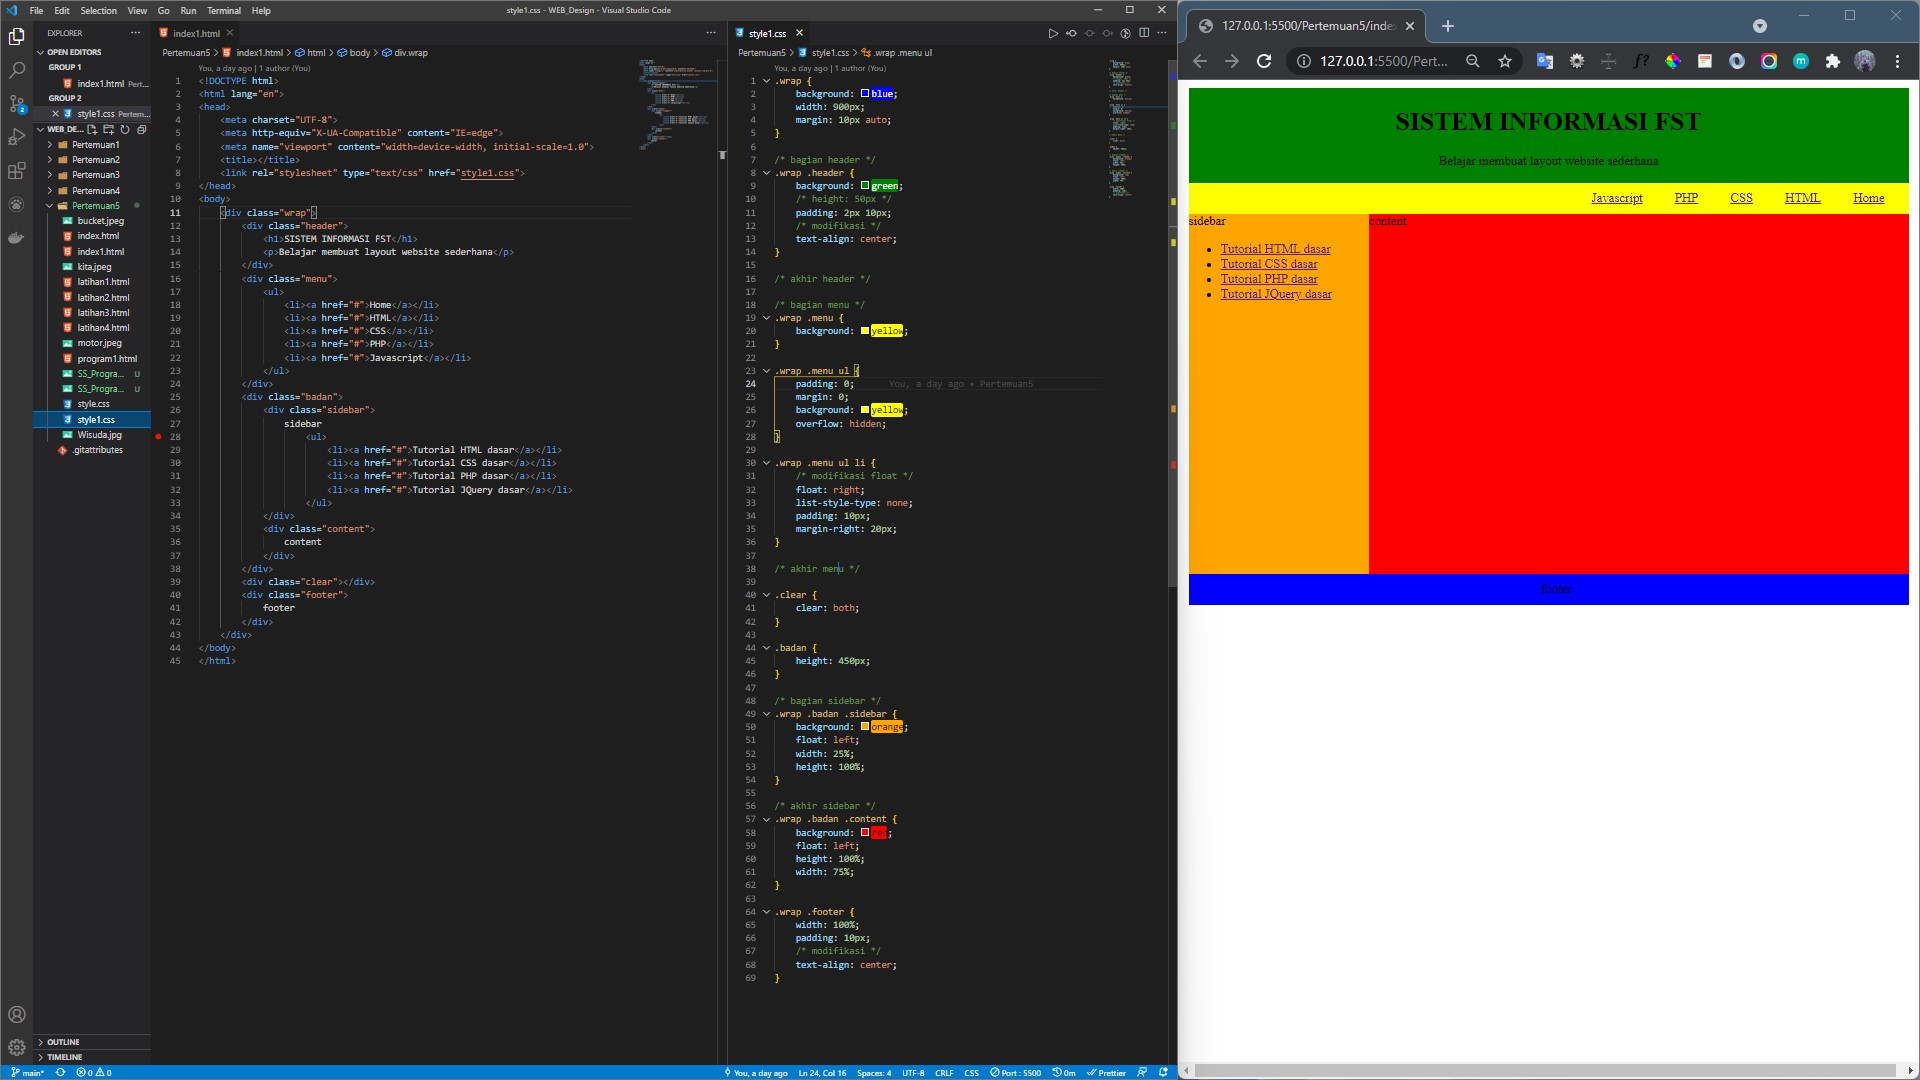 File Edit Selection View Go Run Terminal Help
style1.css - WEB_Design - Visual Studio Code
EXPLORER
OPEN EDITORS
GROUP 1
index1.html Pert...
GROUP 2
style1.css Pertem...
WEB_DE...
Pertemuan1
Pertemuan2
Pertemuan3
Pertemuan4
Pertemuan5
bucket.jpeg
index.html
index1.html
kita.jpeg
latihan1.html
latihan2.html
latihan3.html
latihan4.html
motor.jpeg
program1.html
SS_Progra... U
SS_Progra... U
style.css
style1.css
Wisuda.jpg
.gitattributes
OUTLINE
TIMELINE
index1.html
Pertemuan5 > index1.html > html > body > div.wrap
You, a day ago | 1 author (You)
1 <!DOCTYPE html>
2 <html lang="en">
3 <head>
4 <meta charset="UTF-8">
5 <meta http-equiv="X-UA-Compatible" content="IE=edge">
6 <meta name="viewport" content="width=device-width, initial-scale=1.0">
7 <title></title>
8 <link rel="stylesheet" type="text/css" href="style1.css">
9 </head>
10 <body>
11 <div class="wrap">
12 <div class="header">
13 <h1>SISTEM INFORMASI FST</h1>
14 <p>Belajar membuat layout website sederhana</p>
15 </div>
16 <div class="menu">
17 <ul>
18 <li><a href="#">Home</a></li>
19 <li><a href="#">HTML</a></li>
20 <li><a href="#">CSS</a></li>
21 <li><a href="#">PHP</a></li>
22 <li><a href="#">Javascript</a></li>
23 </ul>
24 </div>
25 <div class="badan">
26 <div class="sidebar">
27 sidebar
28 <ul>
29 <li><a href="#">Tutorial HTML dasar</a></li>
30 <li><a href="#">Tutorial CSS dasar</a></li>
31 <li><a href="#">Tutorial PHP dasar</a></li>
32 <li><a href="#">Tutorial JQuery dasar</a></li>
33 </ul>
34 </div>
35 <div class="content">
36 content
37 </div>
38 </div>
39 <div class="clear"></div>
40 <div class="footer">
41 footer
42 </div>
43 </div>
44 </body>
45 </html>
style1.css
Pertemuan5 > style1.css > .wrap .menu ul
You, a day ago | 1 author (You)
1 .wrap {
2 background: blue;
3 width: 900px;
4 margin: 10px auto;
5 }
6
7 /* bagian header */
8 .wrap .header {
9 background: green;
10 /* height: 50px */
11 padding: 2px 10px;
12 /* modifikasi */
13 text-align: center;
14 }
15
16 /* akhir header */
17
18 /* bagian menu */
19 .wrap .menu {
20 background: yellow;
21 }
22
23 .wrap .menu ul {
24 padding: 0; You, a day ago • Pertemuan5
25 margin: 0;
26 background: yellow;
27 overflow: hidden;
28 }
29
30 .wrap .menu ul li {
31 /* modifikasi float */
32 float: right;
33 list-style-type: none;
34 padding: 10px;
35 margin-right: 20px;
36 }
37
38 /* akhir menu */
39
40 .clear {
41 clear: both;
42 }
43
44 .badan {
45 height: 450px;
46 }
47
48 /* bagian sidebar */
49 .wrap .badan .sidebar {
50 background: orange;
51 float: left;
52 width: 25%;
53 height: 100%;
54 }
55
56 /* akhir sidebar */
57 .wrap .badan .content {
58 background: red;
59 float: left;
60 height: 100%;
61 width: 75%;
62 }
63
64 .wrap .footer {
65 width: 100%;
66 padding: 10px;
67 /* modifikasi */
68 text-align: center;
69 }
main* 0 0 You, a day ago Ln 24, Col 16 Spaces: 4 UTF-8 CRLF CSS Port : 5500 0m Prettier
127.0.0.1:5500/Pertemuan5/index
127.0.0.1:5500/Pert...
SISTEM INFORMASI FST
Belajar membuat layout website sederhana
Javascript PHP CSS HTML Home
sidebar
Tutorial HTML dasar
Tutorial CSS dasar
Tutorial PHP dasar
Tutorial JQuery dasar
content
footer